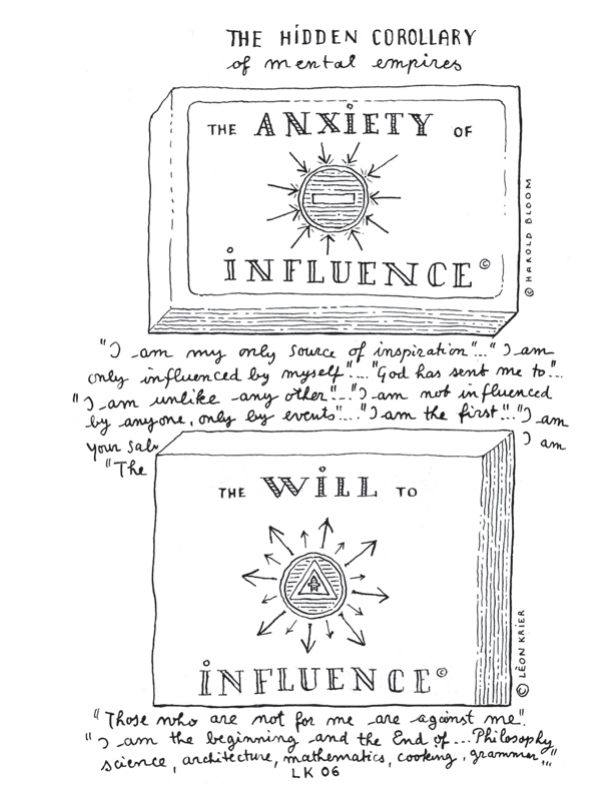 THE HiDDEN COROLLARY
of mental empires
THE ANXiETY OF
iNFLUENCE©
© HAROLD BLOOM
"I am my only source of inspiration"..." I am
only influenced by myself"..."God has sent me to"...
"I am unlike any other"..."I am not influenced
by anyone, only by events"..."I am the first"..."I am
your sal
I am
"The
THE WiLL TO
iNFLUENCE©
© LÈON KRIER
"Those who are not for me are against me".
"I am the beginning and the End of... Philosophy,
science, architecture, mathematics, cooking, grammar..."
LK 06